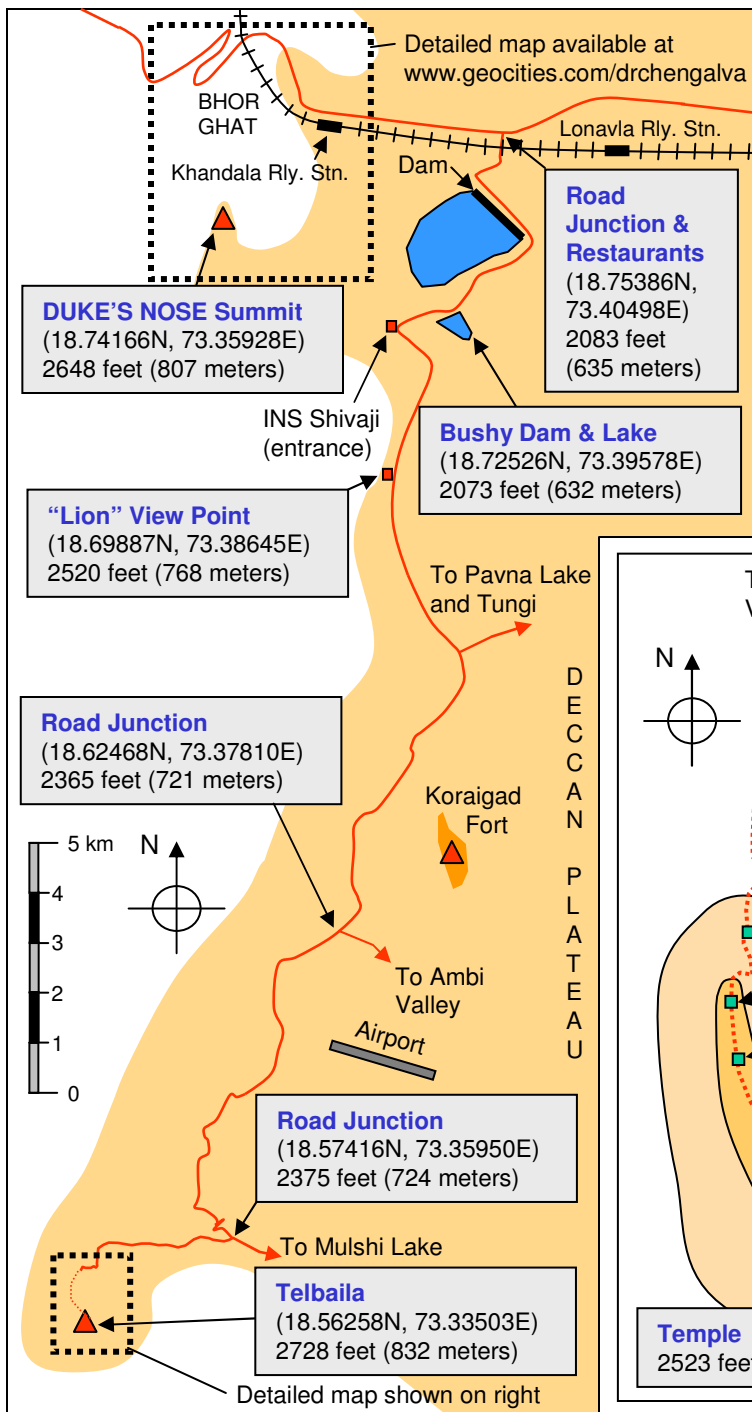 Detailed map available at
www.geocities.com/drchengalva
BHOR
GHAT
Khandala Rly. Stn.
Lonavla Rly. Stn.
Dam
Road
Junction &
Restaurants
(18.75386N,
73.40498E)
2083 feet
(635 meters)
DUKE'S NOSE Summit
(18.74166N, 73.35928E)
2648 feet (807 meters)
INS Shivaji
(entrance)
Bushy Dam & Lake
(18.72526N, 73.39578E)
2073 feet (632 meters)
“Lion” View Point
(18.69887N, 73.38645E)
2520 feet (768 meters)
To Pavna Lake
and Tungi
N
DECCAN PLATEAU
Road Junction
(18.62468N, 73.37810E)
2365 feet (721 meters)
Koraigad
Fort
5 km
4
3
2
1
0
N
To Ambi
Valley
Airport
Road Junction
(18.57416N, 73.35950E)
2375 feet (724 meters)
To Mulshi Lake
Telbaila
(18.56258N, 73.33503E)
2728 feet (832 meters)
Detailed map shown on right
Temple
2523 feet